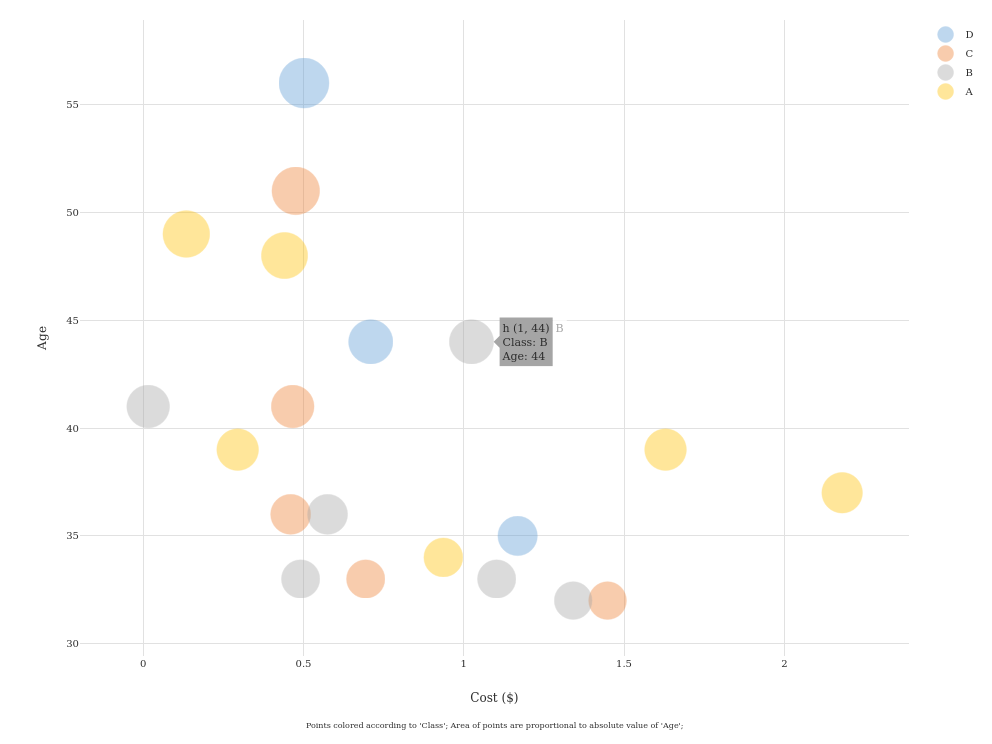 D
C
B
A
55
50
45
40
35
30
Age
h (1, 44) B
Class: B
Age: 44
0 0.5 1 1.5 2
Cost ($)
Points colored according to 'Class'; Area of points are proportional to absolute value of 'Age';